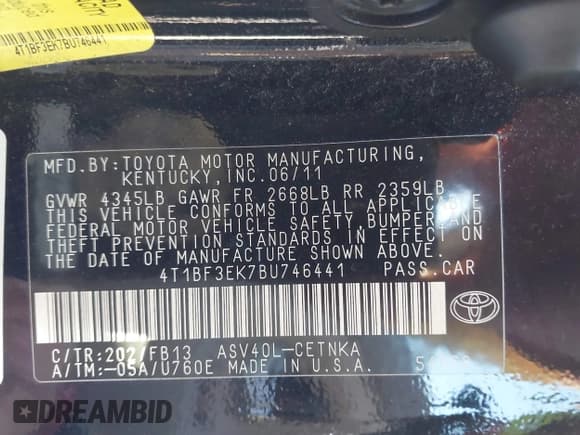 4T1BF3EK7BU746441
MFD.BY:TOYOTA MOTOR MANUFACTURING,
KENTUCKY,INC.06/11
GVWR 4345LB GAWR FR 2668LB RR 2359LB
THIS VEHICLE CONFORMS TO ALL APPLICABLE
FEDERAL MOTOR VEHICLE SAFETY,BUMPER,AND
THEFT PREVENTION STANDARDS IN EFFECT ON
THE DATE OF MANUFACTURE SHOWN ABOVE.
4T1BF3EK7BU746441 PASS.CAR
C/TR:202/FB13 ASV40L-CETNKA
A/TM:-05A/U760E MADE IN U.S.A. 5
DREAMBID